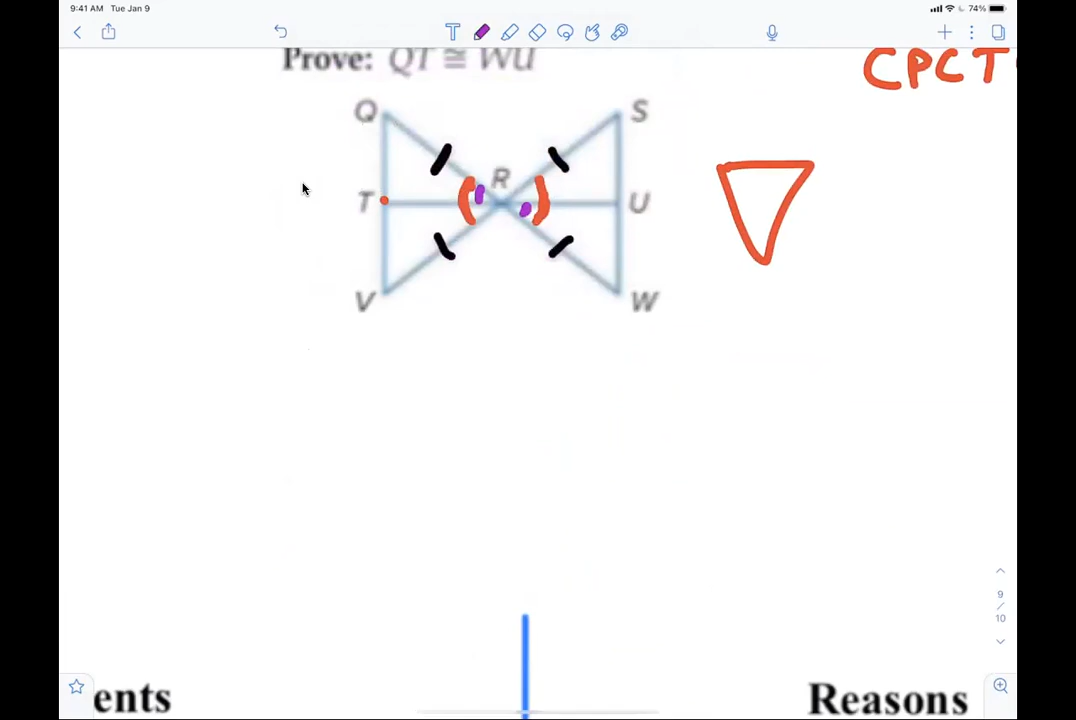 9:41 AM Tue Jan 9
74%
T
Prove: QT ≅ WU
CPCT
Q
S
R
T
U
V
W
9
/
10
ents
Reasons